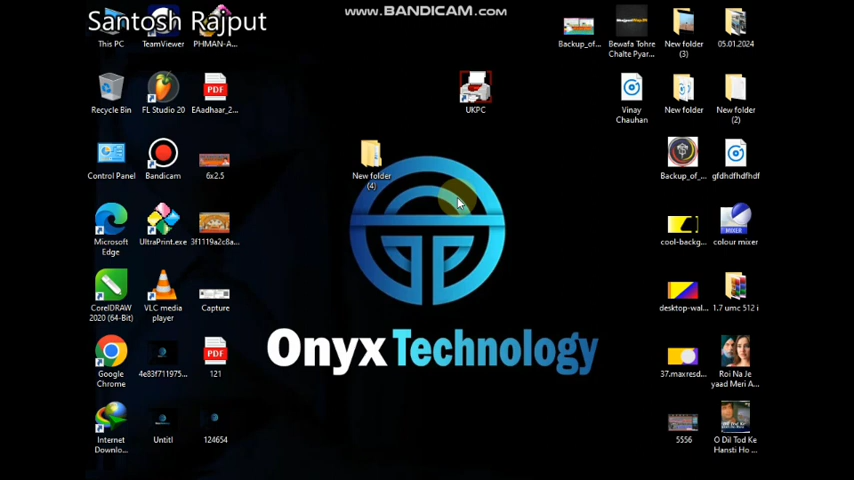 Santosh Rajput
www.BANDICAM.com
This PC
TeamViewer
PHMAN-A...
Backup_of_...
Bewafa Tohre
Chalte Pyar...
New folder
(3)
05.01.2024
Recycle Bin
FL Studio 20
EAadhaar_2...
UKPC
Vinay
Chauhan
New folder
New folder
(2)
Control Panel
Bandicam
6x2.5
New folder
(4)
Backup_of_...
gfdhdfhdfhdf
Microsoft
Edge
UltraPrint.exe
3f1119a2c8a...
cool-backg...
colour mixer
CorelDRAW
2020 (64-Bit)
VLC media
player
Capture
desktop-wal...
1.7 umc 512 i
Onyx Technology
Google
Chrome
4e83f711975...
121
37.maxresd...
Roi Na Je
yaad Meri A...
Internet
Downlo...
Untitl
124654
5556
O Dil Tod Ke
Hansti Ho ...